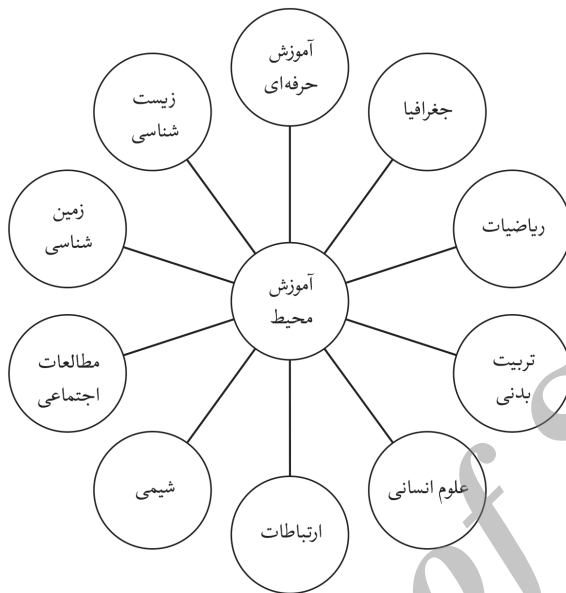 آموزش
حرفه‌ای
جغرافیا
ریاضیات
تربیت
بدنی
علوم انسانی
ارتباطات
شیمی
مطالعات
اجتماعی
زمین
شناسی
زیست
شناسی
آموزش
محیط
of S